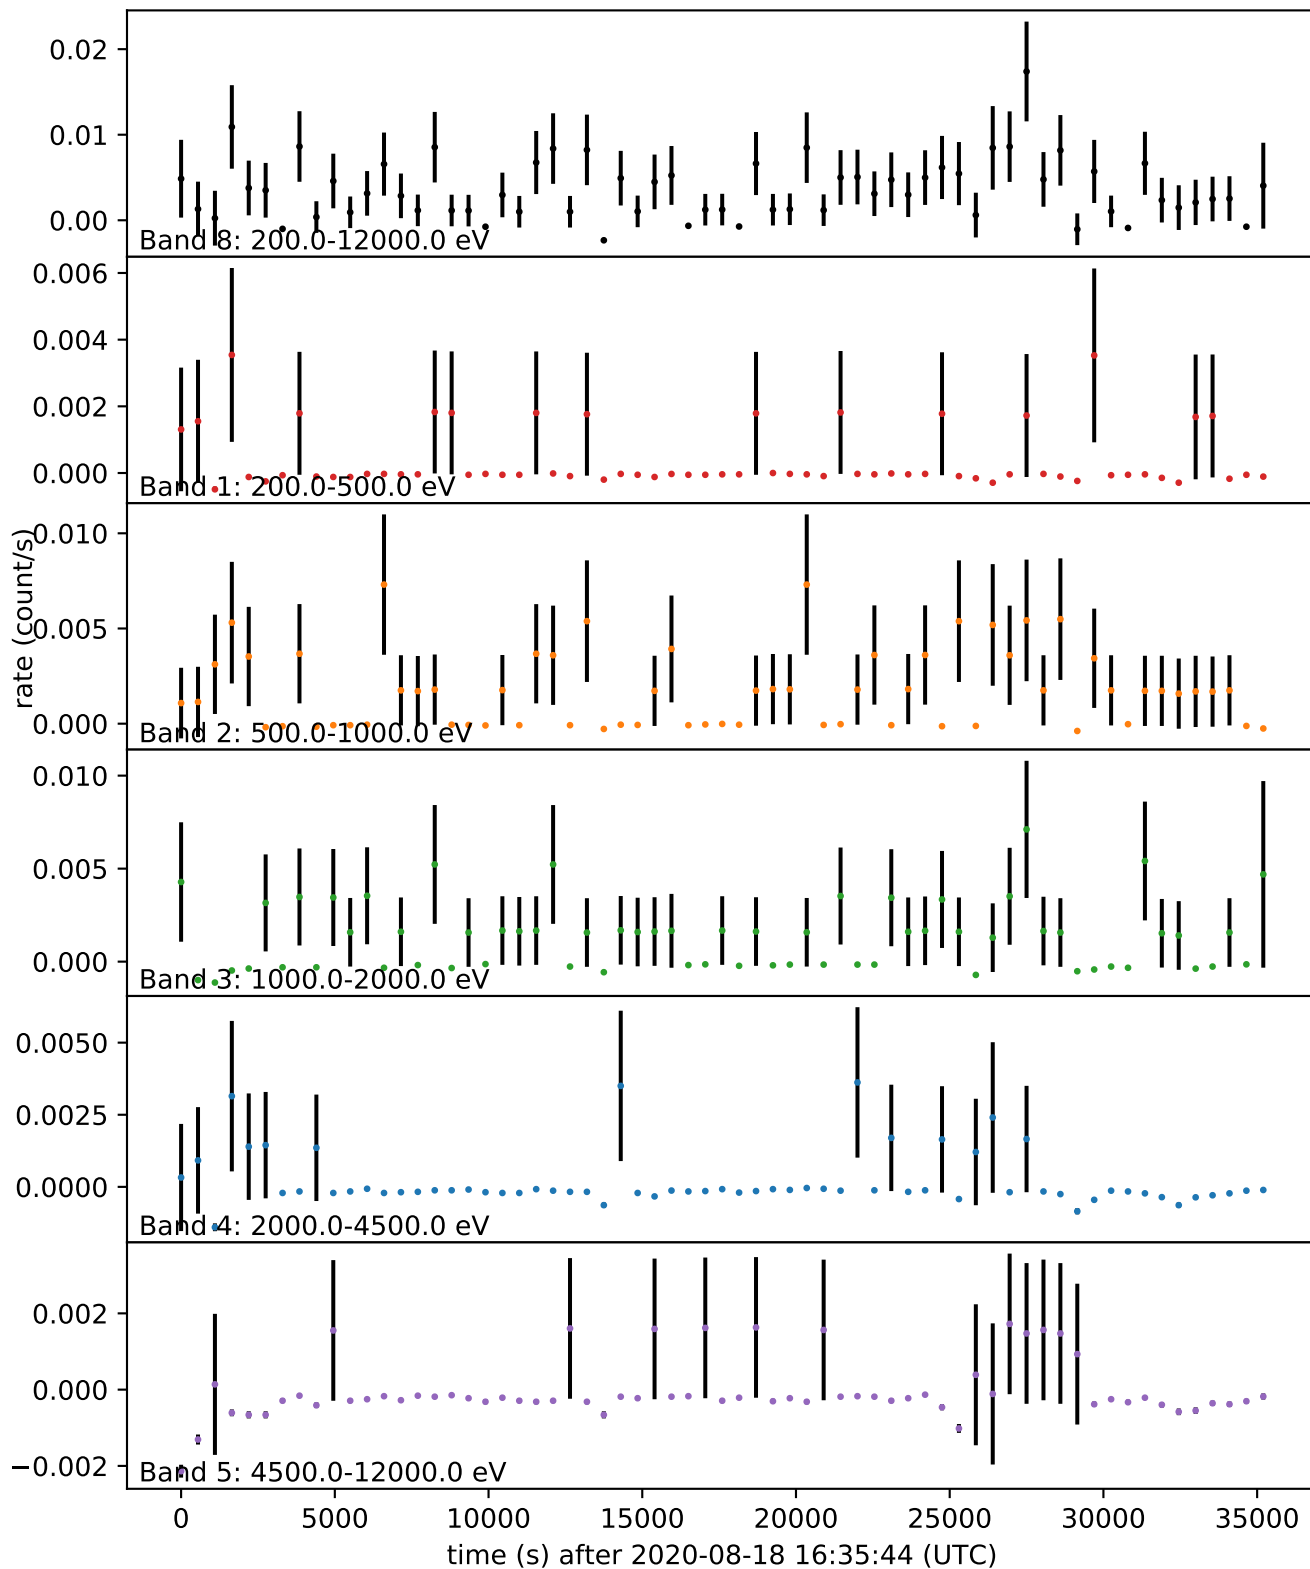 0.02
0.01
0.00
Band 8: 200.0-12000.0 eV
0.006
0.004
0.002
0.000
Band 1: 200.0-500.0 eV
rate (count/s)
0.010
0.005
0.000
Band 2: 500.0-1000.0 eV
0.010
0.005
0.000
Band 3: 1000.0-2000.0 eV
0.0050
0.0025
0.0000
Band 4: 2000.0-4500.0 eV
0.002
0.000
−0.002
Band 5: 4500.0-12000.0 eV
0 5000 10000 15000 20000 25000 30000 35000
time (s) after 2020-08-18 16:35:44 (UTC)